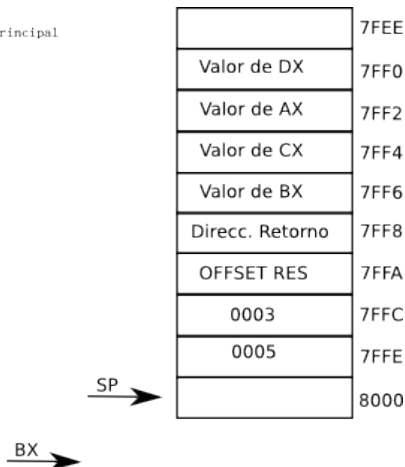 rincipal
7FEE
Valor de DX 7FF0
Valor de AX 7FF2
Valor de CX 7FF4
Valor de BX 7FF6
Direcc. Retorno 7FF8
OFFSET RES 7FFA
0003 7FFC
0005 7FFE
SP 8000
BX